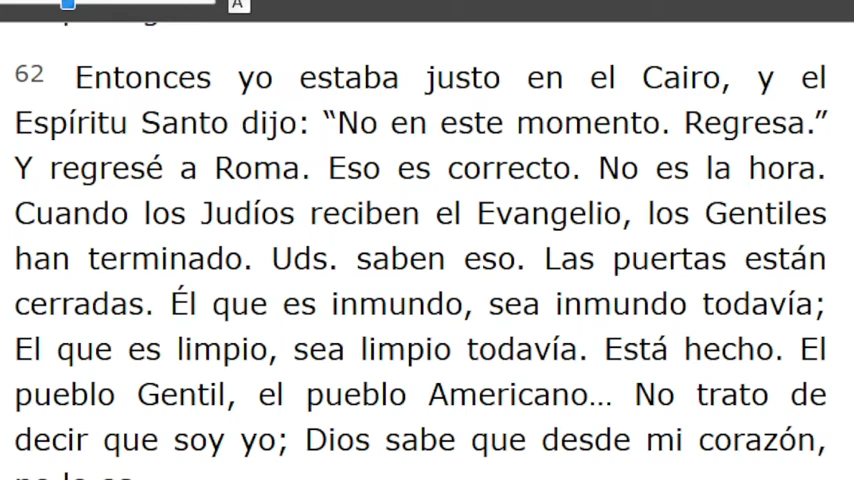 A
62 Entonces yo estaba justo en el Cairo, y el
Espíritu Santo dijo: “No en este momento. Regresa.”
Y regresé a Roma. Eso es correcto. No es la hora.
Cuando los Judíos reciben el Evangelio, los Gentiles
han terminado. Uds. saben eso. Las puertas están
cerradas. Él que es inmundo, sea inmundo todavía;
El que es limpio, sea limpio todavía. Está hecho. El
pueblo Gentil, el pueblo Americano… No trato de
decir que soy yo; Dios sabe que desde mi corazón,